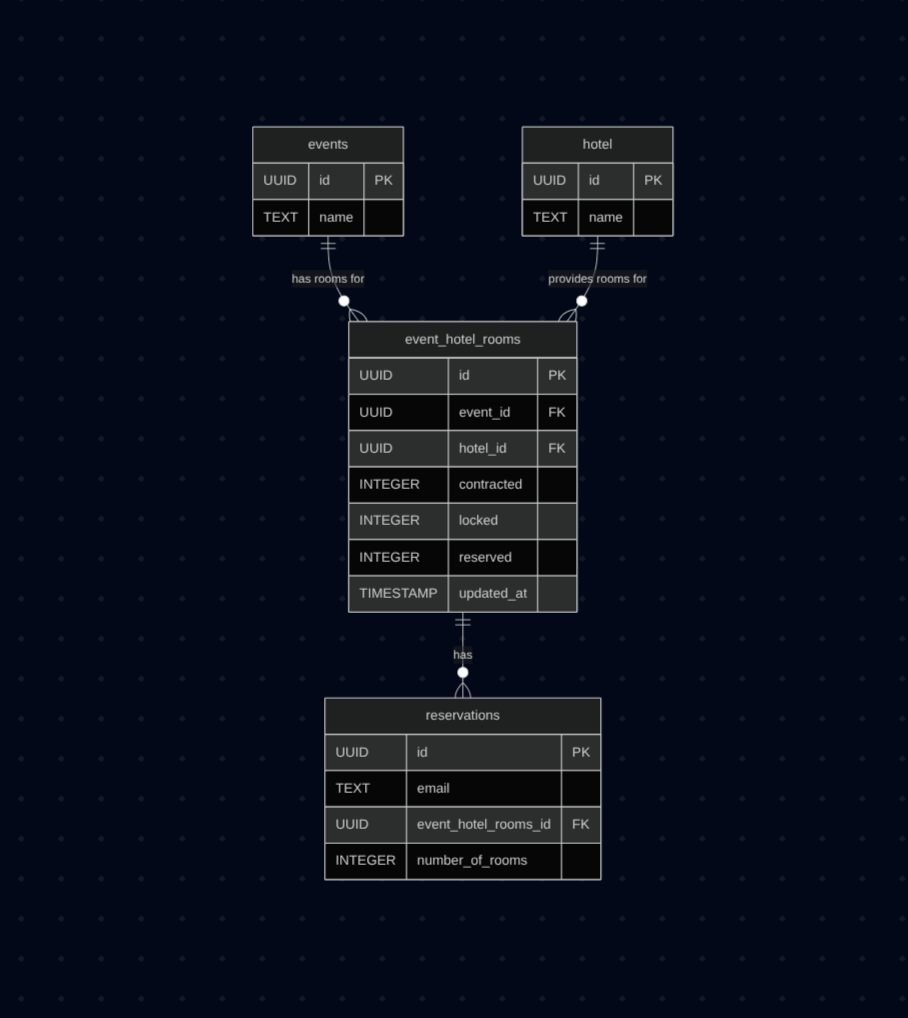 events
UUID id PK
TEXT name
hotel
UUID id PK
TEXT name
has rooms for
provides rooms for
event_hotel_rooms
UUID id PK
UUID event_id FK
UUID hotel_id FK
INTEGER contracted
INTEGER locked
INTEGER reserved
TIMESTAMP updated_at
has
reservations
UUID id PK
TEXT email
UUID event_hotel_rooms_id FK
INTEGER number_of_rooms